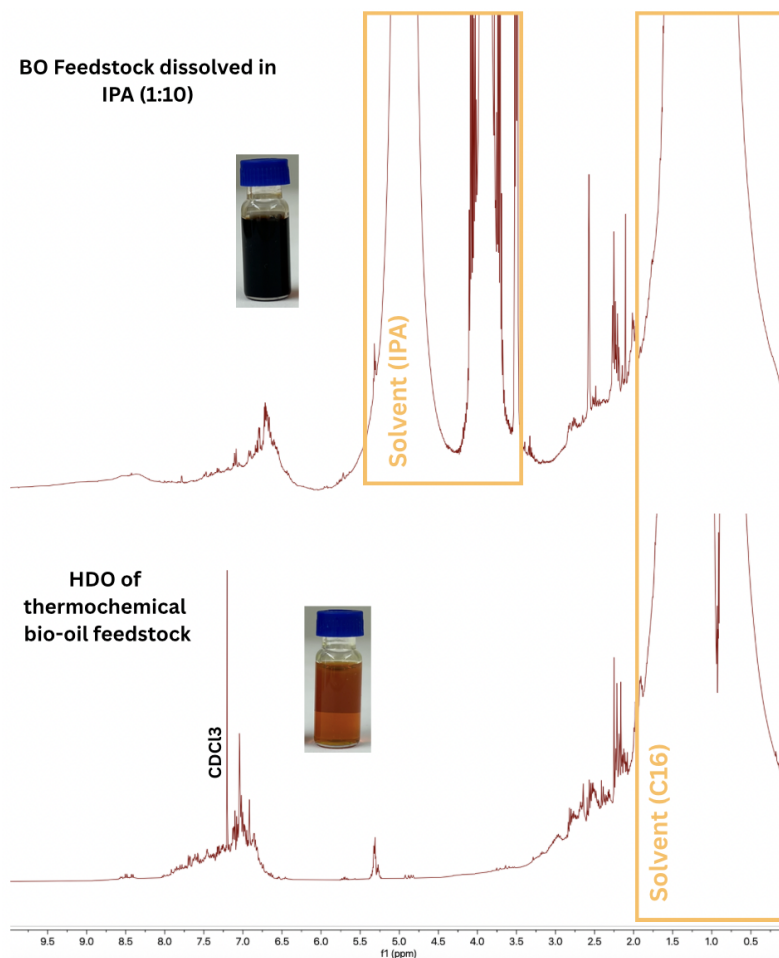 BO Feedstock dissolved in
IPA (1:10)
Solvent (IPA)
HDO of
thermochemical
bio-oil feedstock
CDCl3
Solvent (C16)
9.5 9.0 8.5 7.5 7.0 6.5 6.0 5.5 5.0 4.5 4.0 3.5 3.0 2.5 2.0 1.5 1.0 0.5
f1 (ppm)